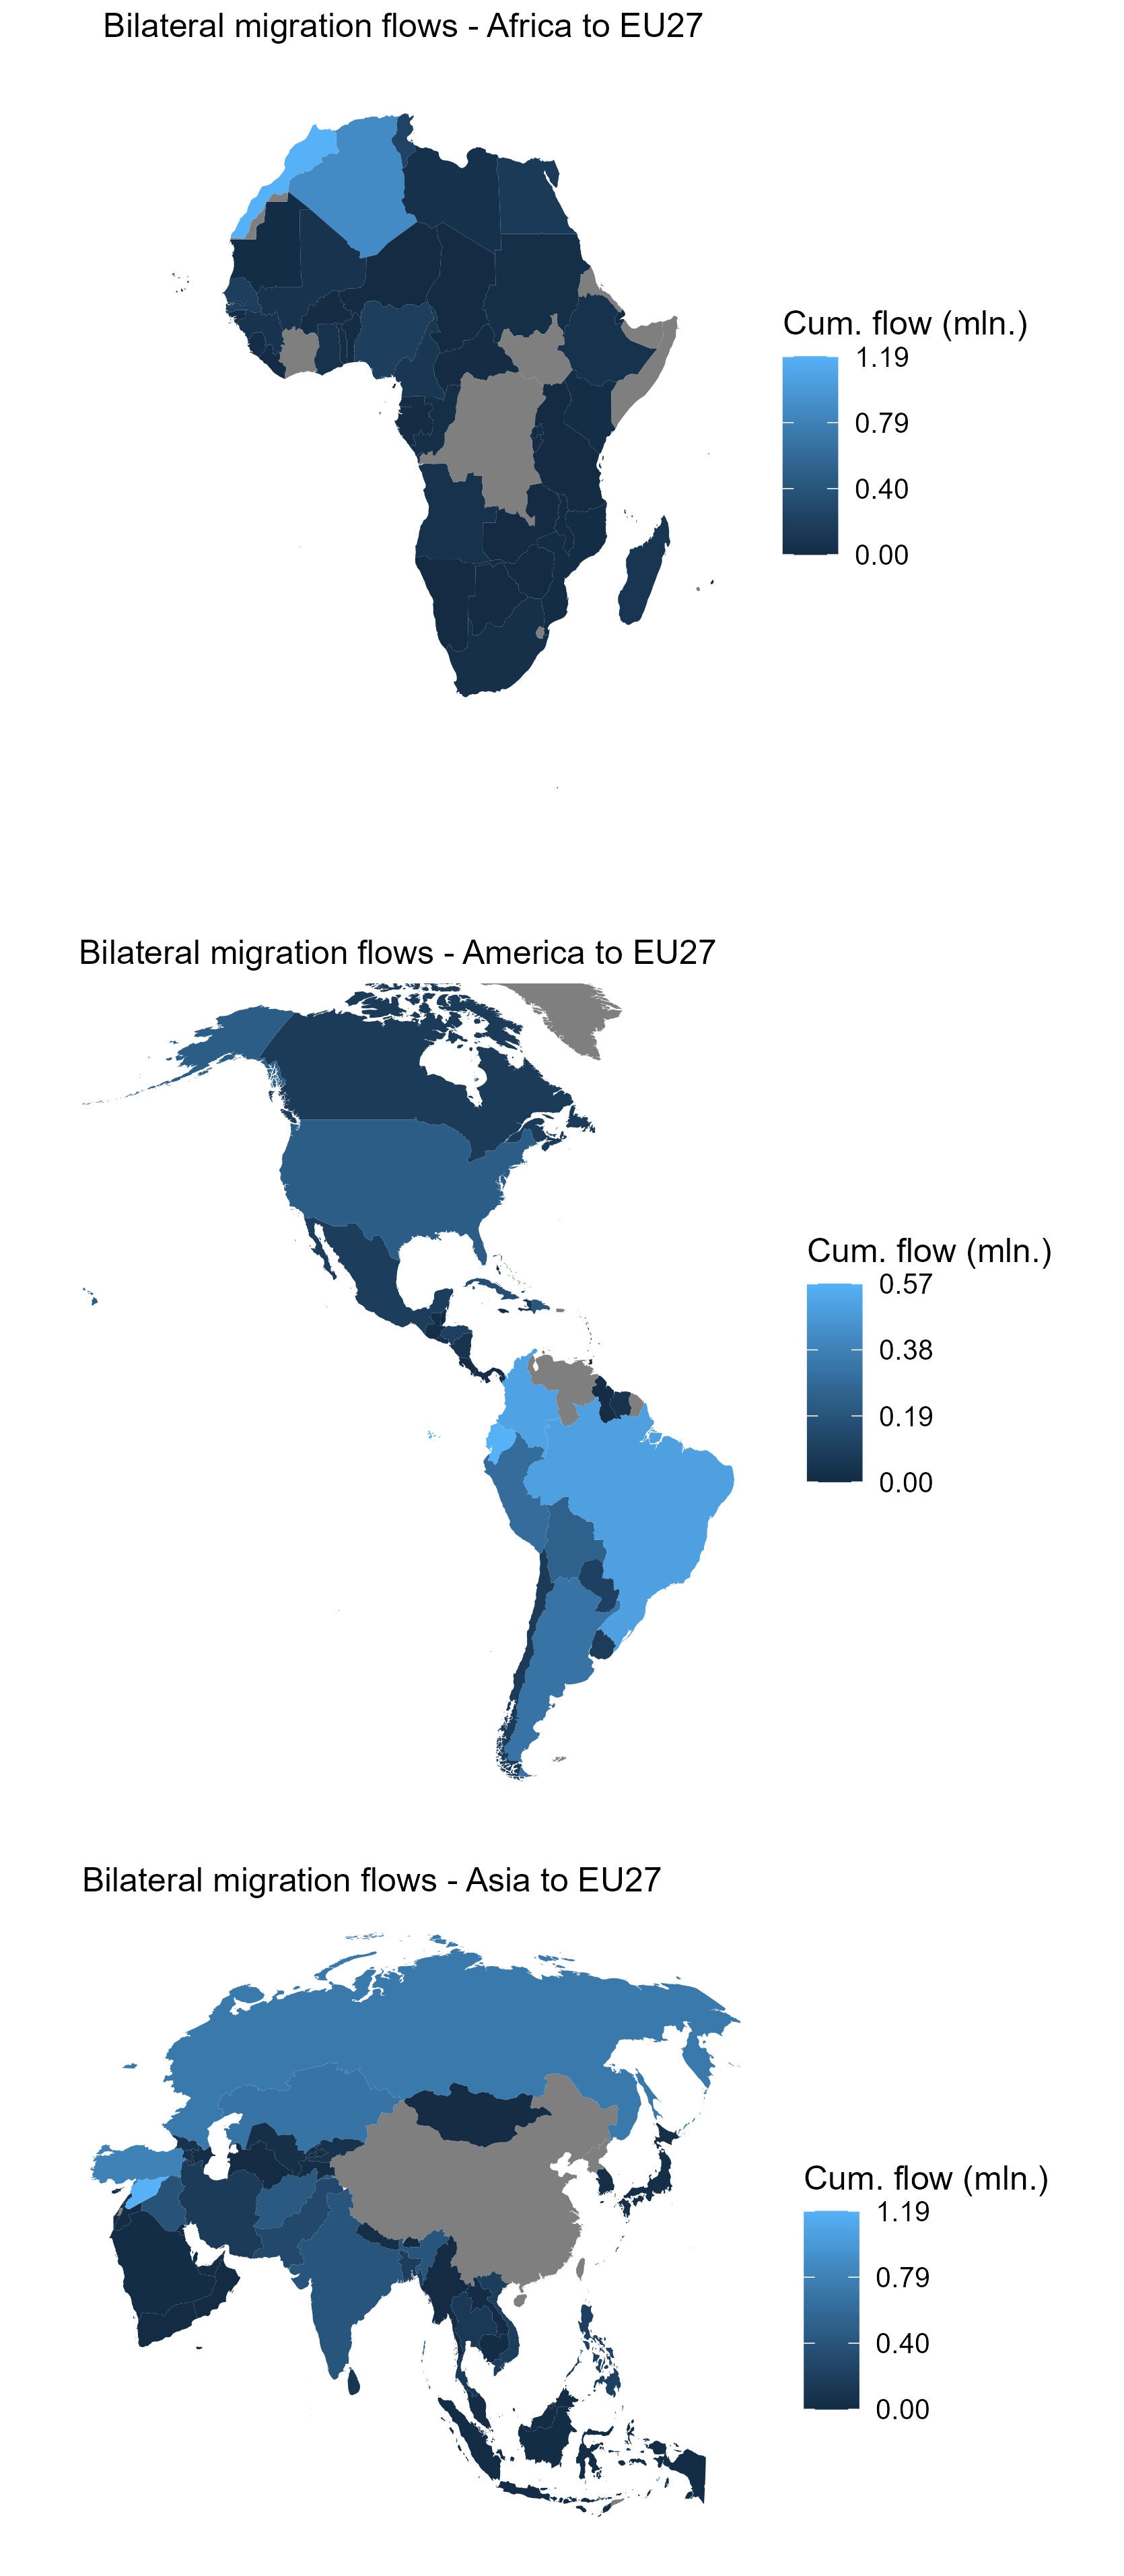 Bilateral migration flows - Africa to EU27
Cum. flow (mln.)
1.19
0.79
0.40
0.00
Bilateral migration flows - America to EU27
Cum. flow (mln.)
0.57
0.38
0.19
0.00
Bilateral migration flows - Asia to EU27
Cum. flow (mln.)
1.19
0.79
0.40
0.00